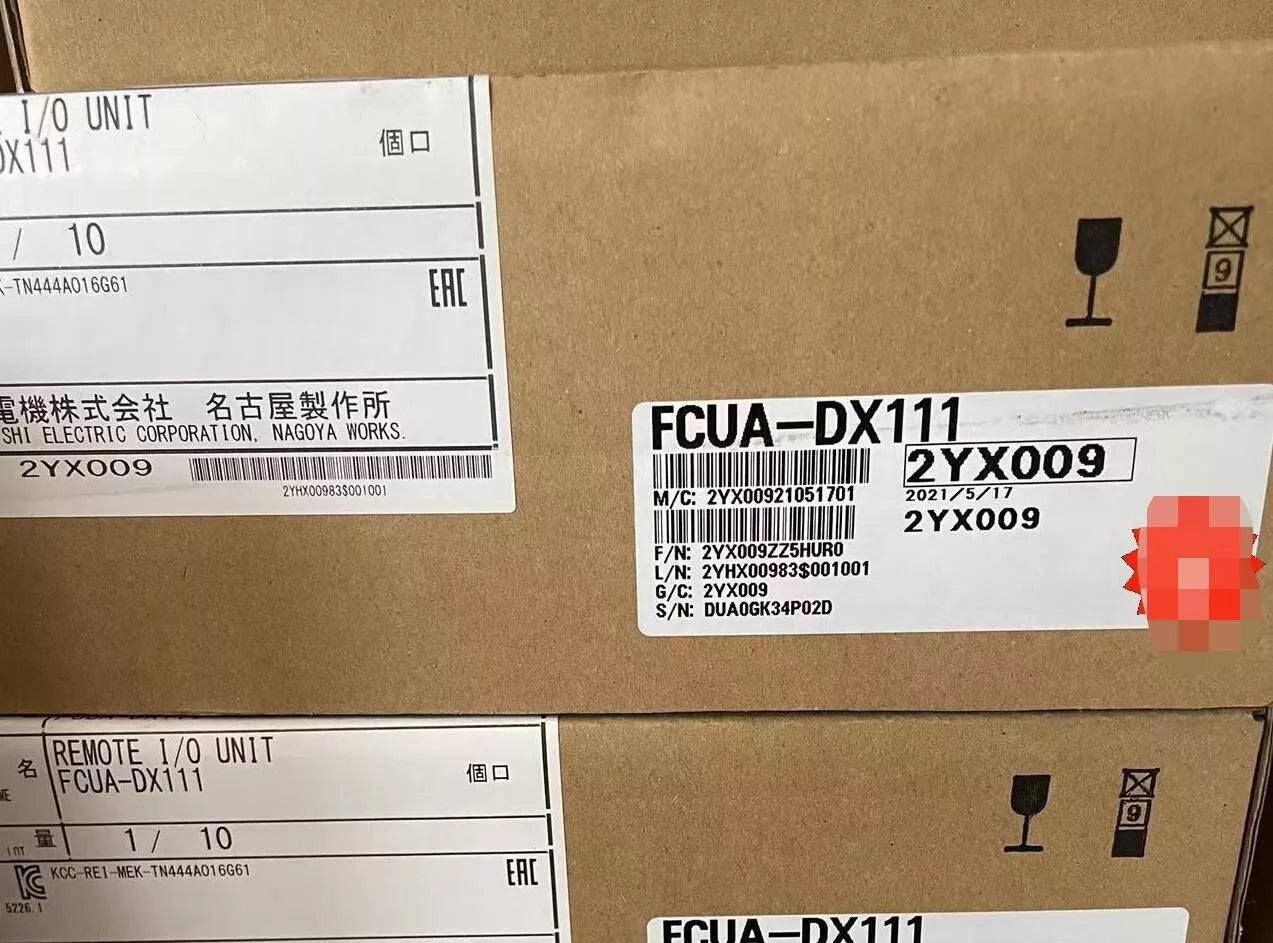 I/O UNIT
DX111
個口
/ 10
K-TN444A016G61
EAC
電機株式会社 名古屋製作所
SHI ELECTRIC CORPORATION, NAGOYA WORKS.
2YX009
2YHX00983$001001
9
FCUA-DX111
2YX009
M/C: 2YX00921051701
2021/5/17
2YX009
F/N: 2YX009ZZ5HUR0
L/N: 2YHX00983$001001
G/C: 2YX009
S/N: DUA0GK34P02D
名
REMOTE I/O UNIT
FCUA-DX111
個口
量
1 / 10
KCC-REI-MEK-TN444A016G61
EAC
5226.1
9
FCUA-DX111